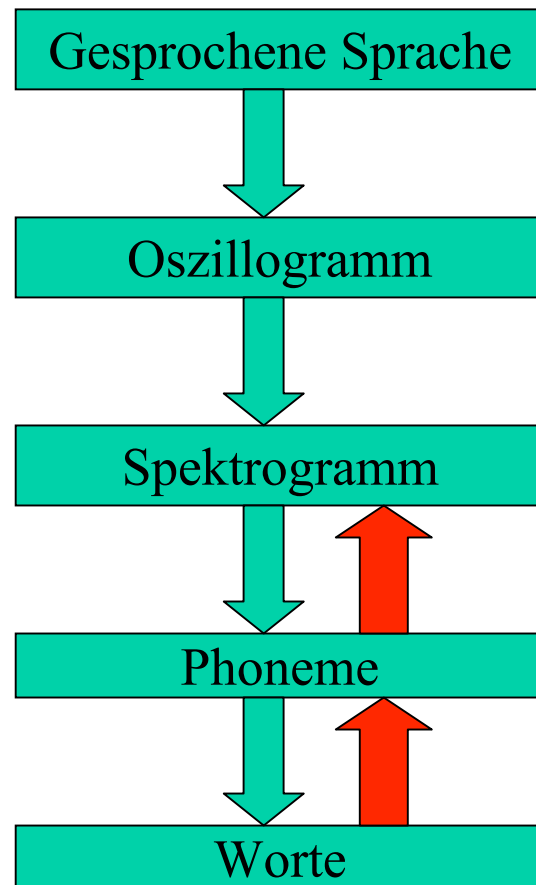 Gesprochene Sprache
Oszillogramm
Spektrogramm
Phoneme
Worte